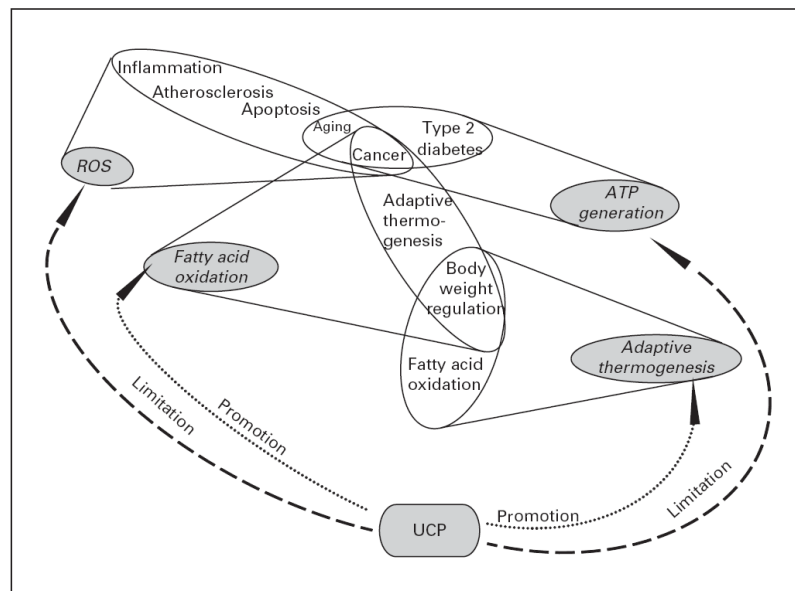 Inflammation
Atherosclerosis
Apoptosis
Aging
Type 2
diabetes
Cancer
ROS
ATP
generation
Adaptive
thermo-
genesis
Fatty acid
oxidation
Body
weight
regulation
Adaptive
thermogenesis
Fatty acid
oxidation
Limitation
Promotion
UCP
Promotion
Limitation